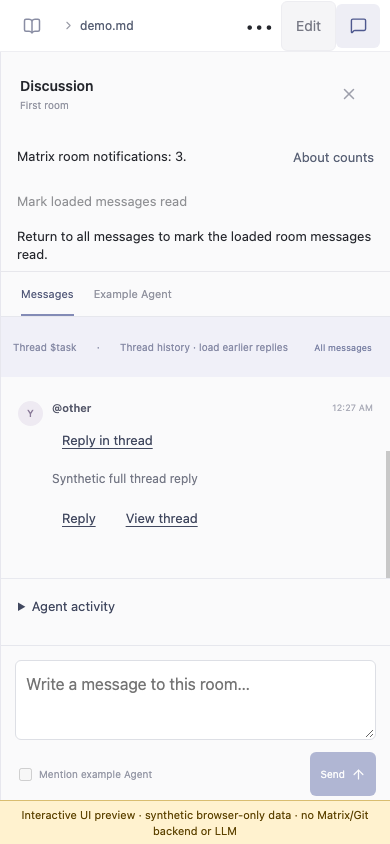 demo.md
Edit
Discussion
First room
Matrix room notifications: 3.
About counts
Mark loaded messages read
Return to all messages to mark the loaded room messages
read.
Messages
Example Agent
Thread $task · Thread history · load earlier replies
All messages
Y
@other
12:27 AM
Reply in thread
Synthetic full thread reply
Reply
View thread
Agent activity
Write a message to this room...
Mention example Agent
Send
Interactive UI preview · synthetic browser-only data · no Matrix/Git
backend or LLM